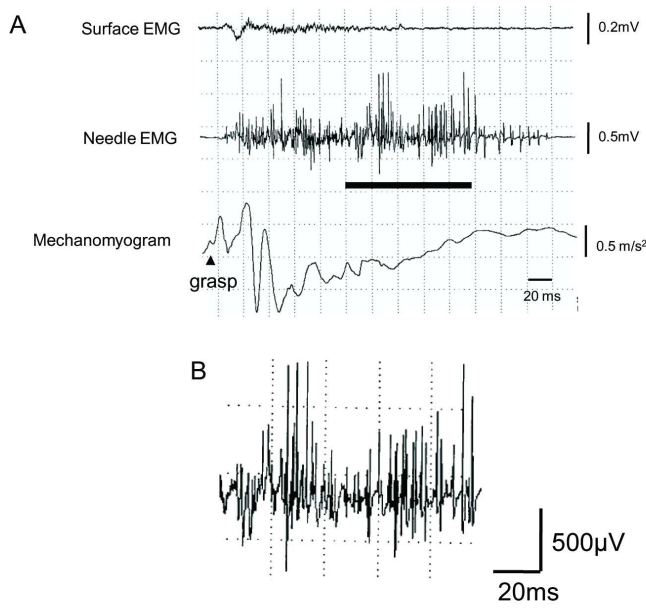 A
Surface EMG
0.2mV
Needle EMG
0.5mV
Mechanomyogram
0.5 m/s²
grasp
20 ms
B
500µV
20ms